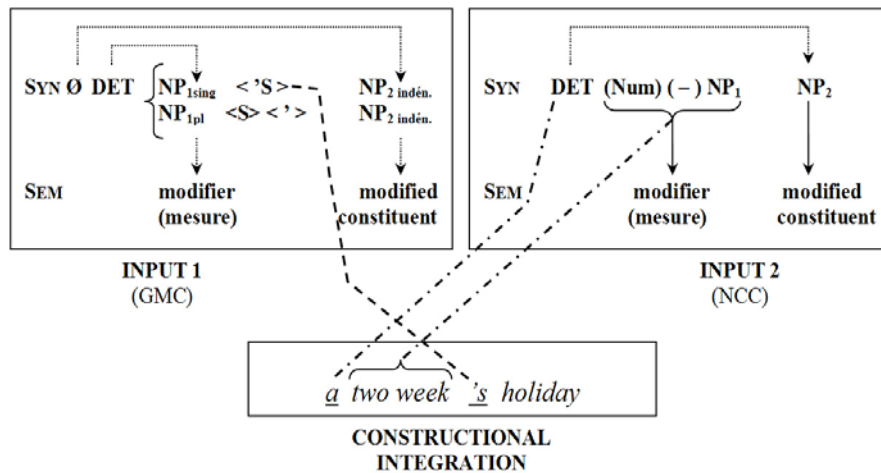 SYN Ø DET { NP1sing <'S> NP2 indén.
NP1pl <S> <'> NP2 indén.
SEM modifier modified
(mesure) constituent
INPUT 1
(GMC)
SYN DET (Num) ( – ) NP1 NP2
SEM modifier modified
(mesure) constituent
INPUT 2
(NCC)
a two week 's holiday
CONSTRUCTIONAL
INTEGRATION